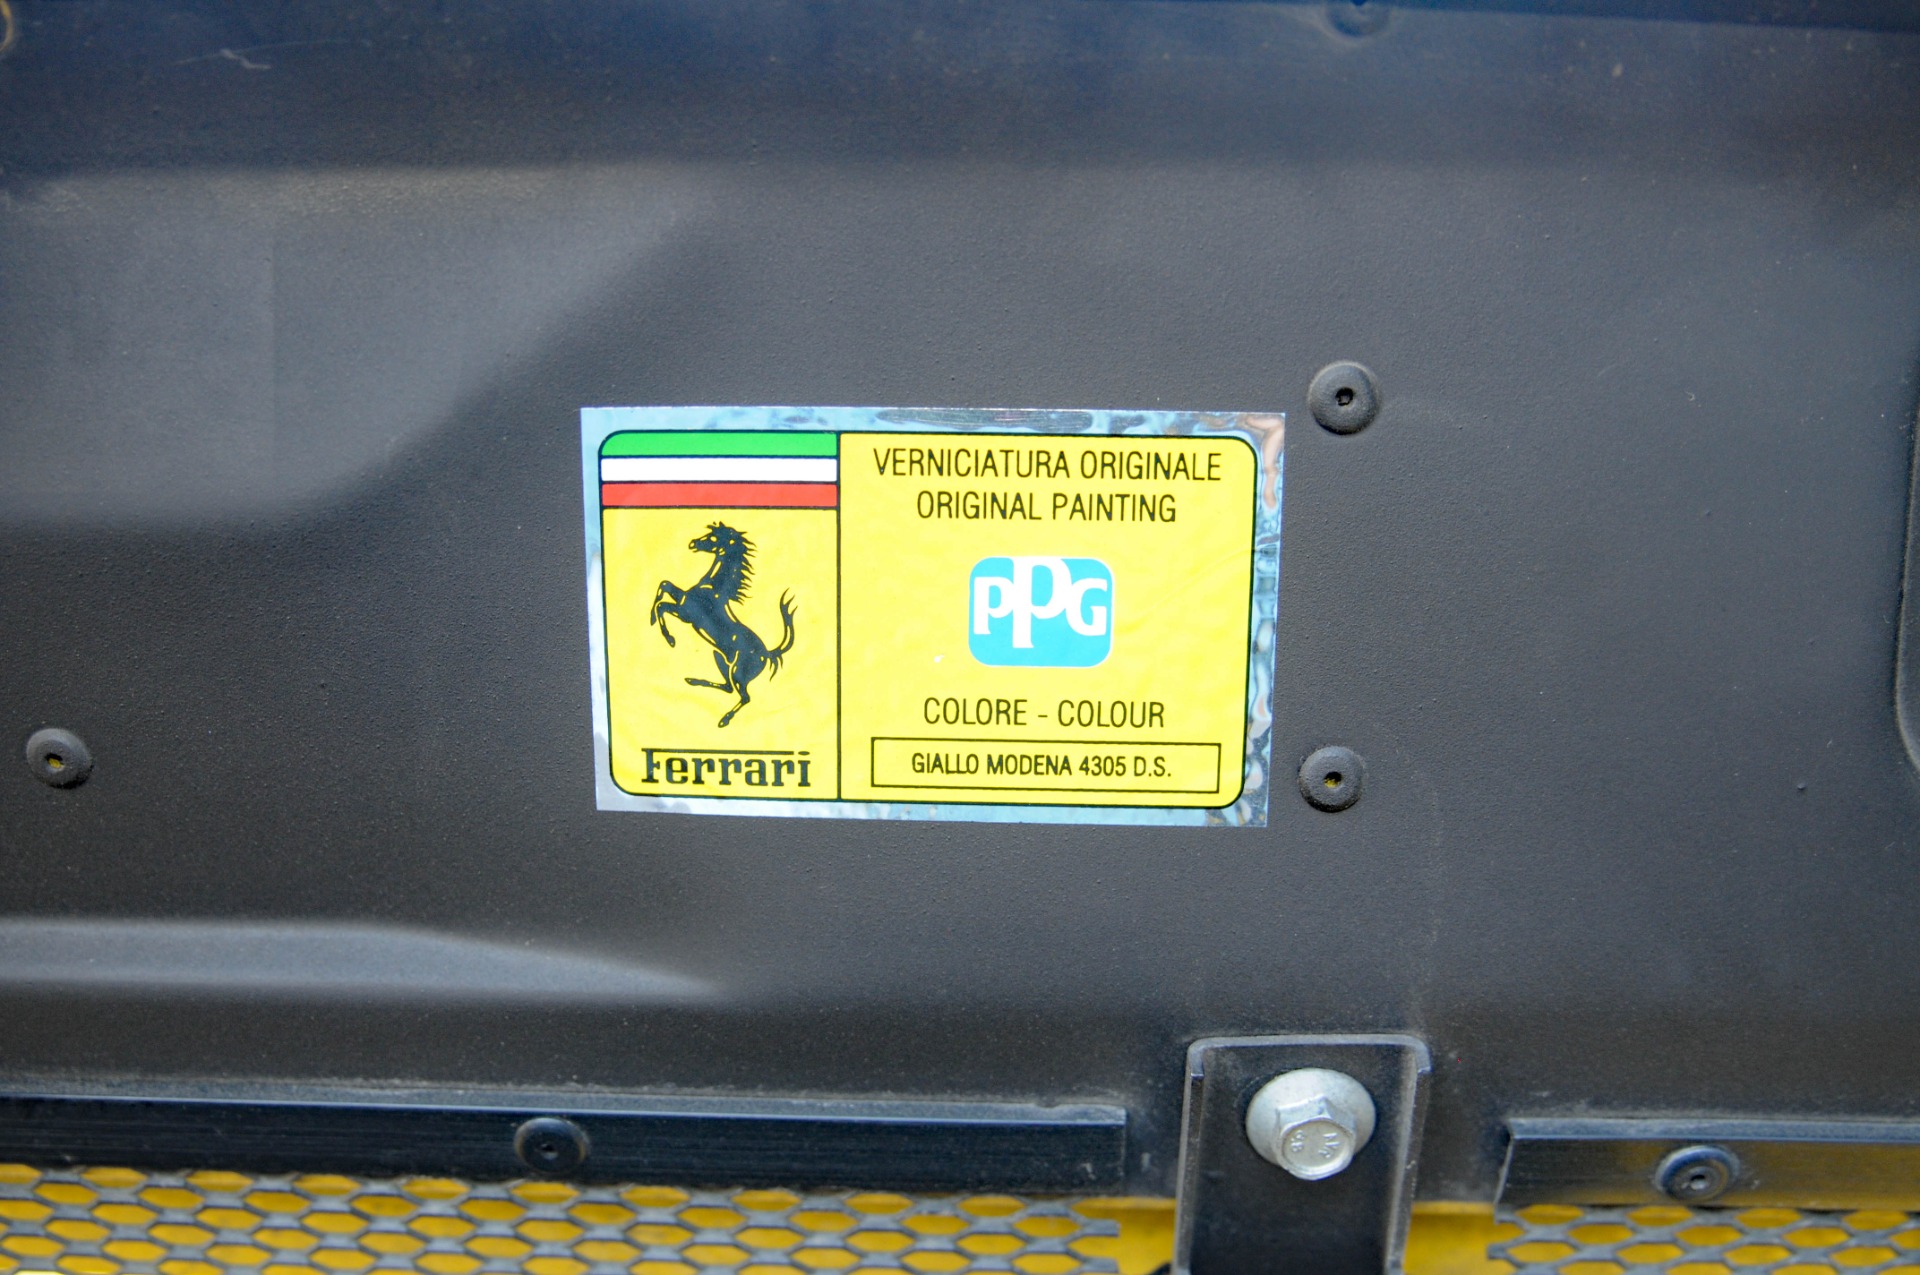 VERNICIATURA ORIGINALE
ORIGINAL PAINTING
PPG
COLORE - COLOUR
GIALLO MODENA 4305 D.S.
Ferrari